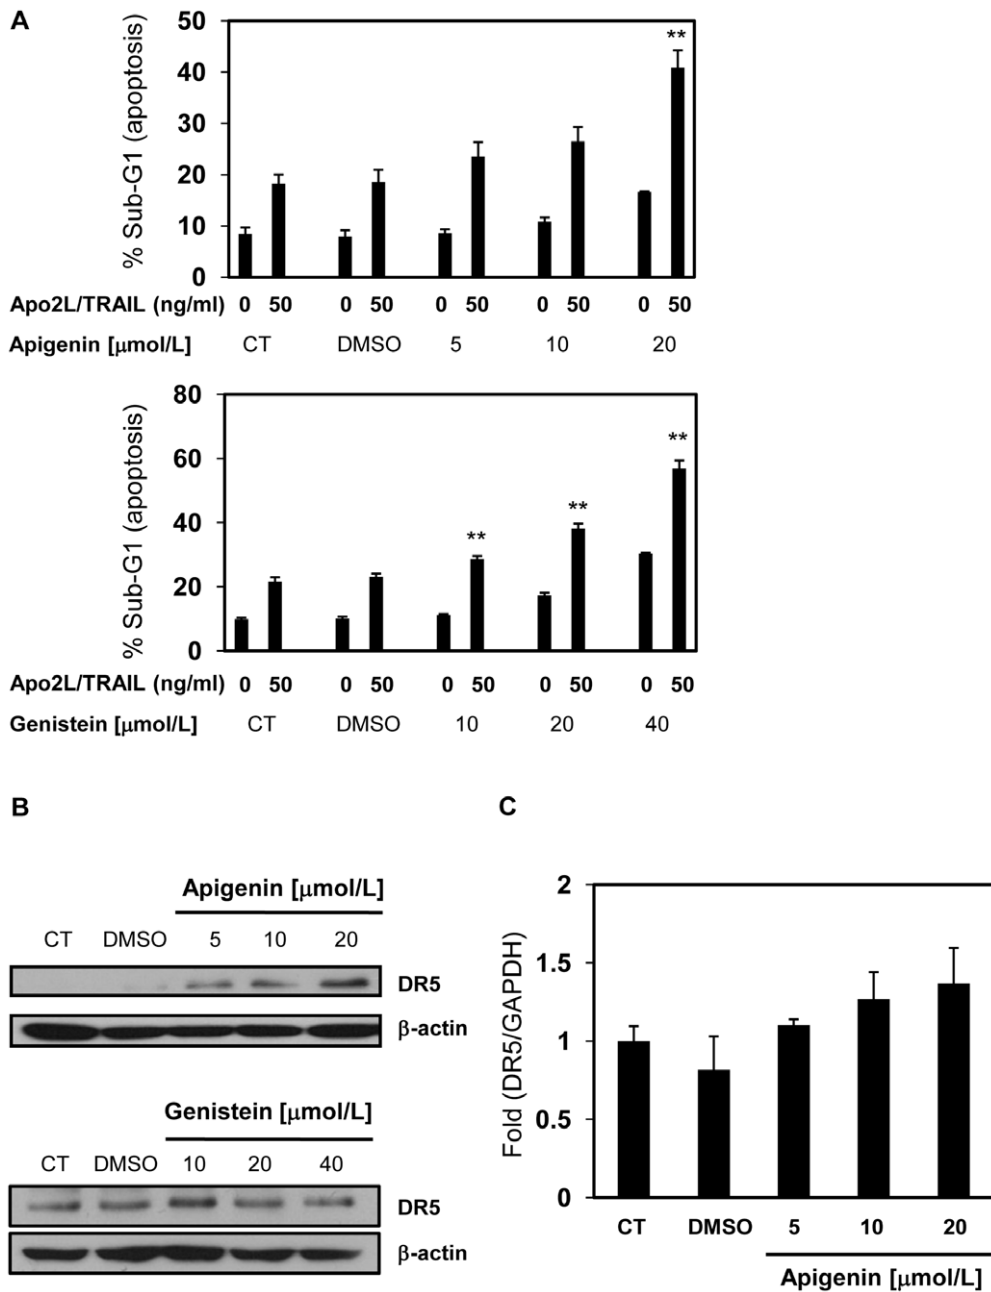 A
50
40
30
20
10
0
% Sub-G1 (apoptosis)
**
Apo2L/TRAIL (ng/ml) 0 50 0 50 0 50 0 50 0 50
Apigenin [μmol/L] CT DMSO 5 10 20
80
60
40
20
0
% Sub-G1 (apoptosis)
** ** **
Apo2L/TRAIL (ng/ml) 0 50 0 50 0 50 0 50 0 50
Genistein [μmol/L] CT DMSO 10 20 40
B
Apigenin [μmol/L]
CT DMSO 5 10 20
DR5
β-actin
Genistein [μmol/L]
CT DMSO 10 20 40
DR5
β-actin
C
2
1.5
1
0.5
0
Fold (DR5/GAPDH)
CT DMSO 5 10 20
Apigenin [μmol/L]